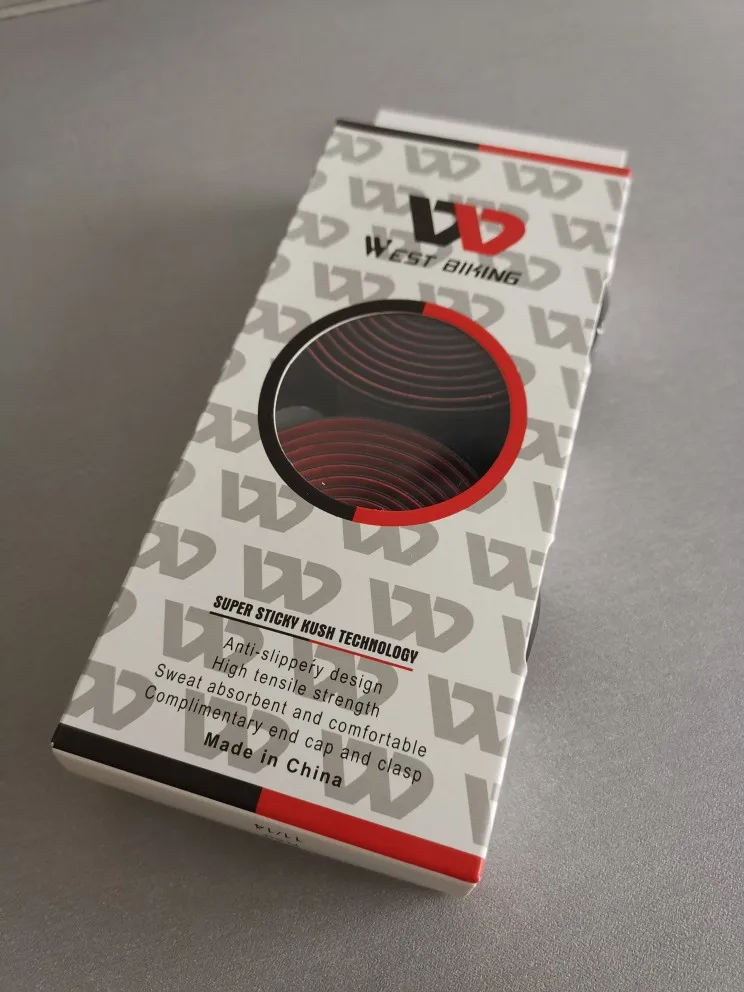 WEST BIKING
SUPER STICKY KUSH TECHNOLOGY
Anti-slippery design
High tensile strength
Sweat absorbent and comfortable
Complimentary end cap and clasp
Made in China